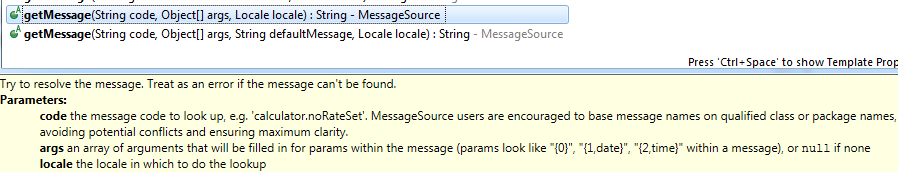 getMessage(String code, Object[] args, Locale locale) : String - MessageSource
getMessage(String code, Object[] args, String defaultMessage, Locale locale) : String - MessageSource
Press 'Ctrl+Space' to show Template Prop
Try to resolve the message. Treat as an error if the message can't be found.
Parameters:
code the message code to look up, e.g. 'calculator.noRateSet'. MessageSource users are encouraged to base message names on qualified class or package names,
avoiding potential conflicts and ensuring maximum clarity.
args an array of arguments that will be filled in for params within the message (params look like "{0}", "{1,date}", "{2,time}" within a message), or null if none
locale the locale in which to do the lookup